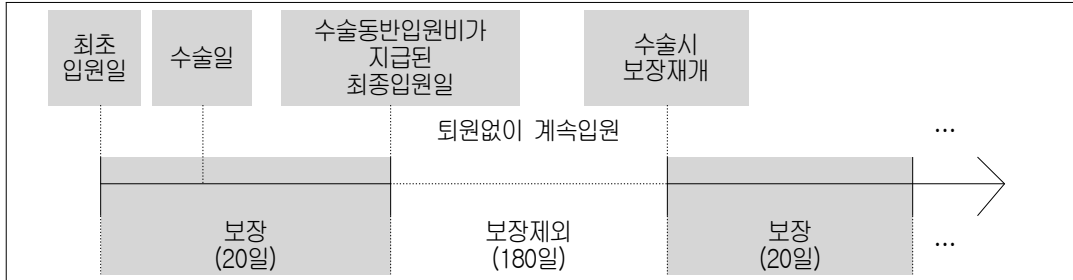 최초
입원일
수술일
수술동반입원비가
지급된
최종입원일
수술시
보장재개
퇴원없이 계속입원
...
보장
(20일)
보장제외
(180일)
보장
(20일)
...